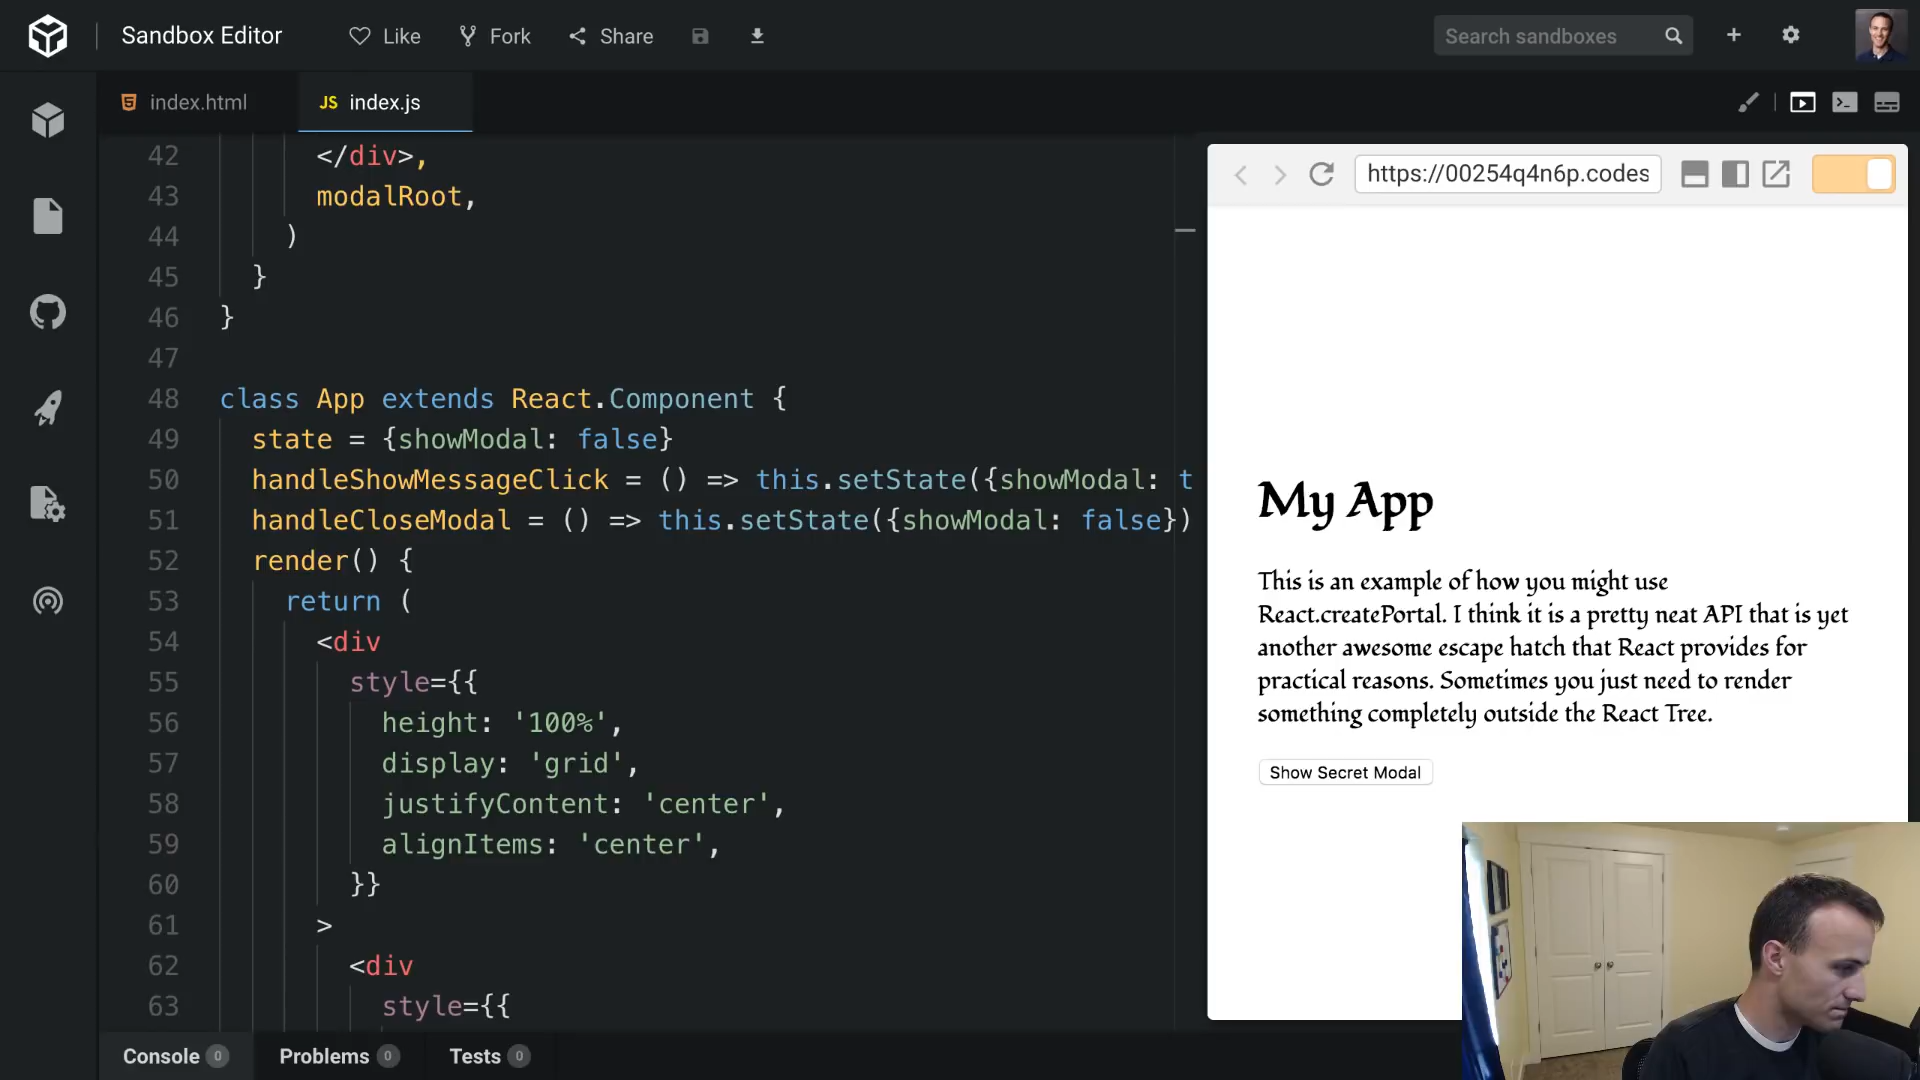 Sandbox Editor
Like
Fork
Share
Search sandboxes
index.html
JS index.js
42 </div>,
43 modalRoot,
44 )
45 }
46 }
47
48 class App extends React.Component {
49 state = {showModal: false}
50 handleShowMessageClick = () => this.setState({showModal: t
51 handleCloseModal = () => this.setState({showModal: false})
52 render() {
53 return (
54 <div
55 style={{
56 height: '100%',
57 display: 'grid',
58 justifyContent: 'center',
59 alignItems: 'center',
60 }}
61 >
62 <div
63 style={{
https://00254q4n6p.codes
My App
This is an example of how you might use
React.createPortal. I think it is a pretty neat API that is yet
another awesome escape hatch that React provides for
practical reasons. Sometimes you just need to render
something completely outside the React Tree.
Show Secret Modal
Console 0
Problems 0
Tests 0